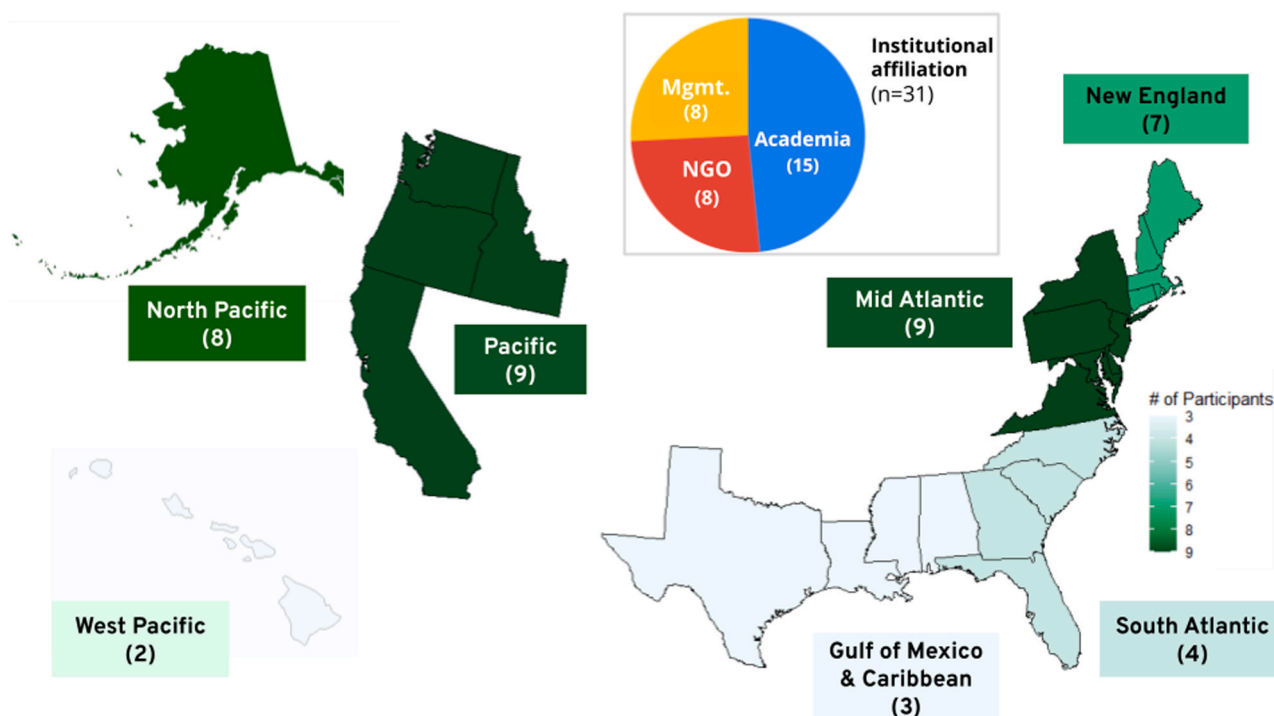 Institutional
affiliation
(n=31)
Mgmt.
(8)
Academia
(15)
NGO
(8)
New England
(7)
North Pacific
(8)
Pacific
(9)
Mid Atlantic
(9)
# of Participants
3
4
5
6
7
8
9
West Pacific
(2)
Gulf of Mexico
& Caribbean
(3)
South Atlantic
(4)